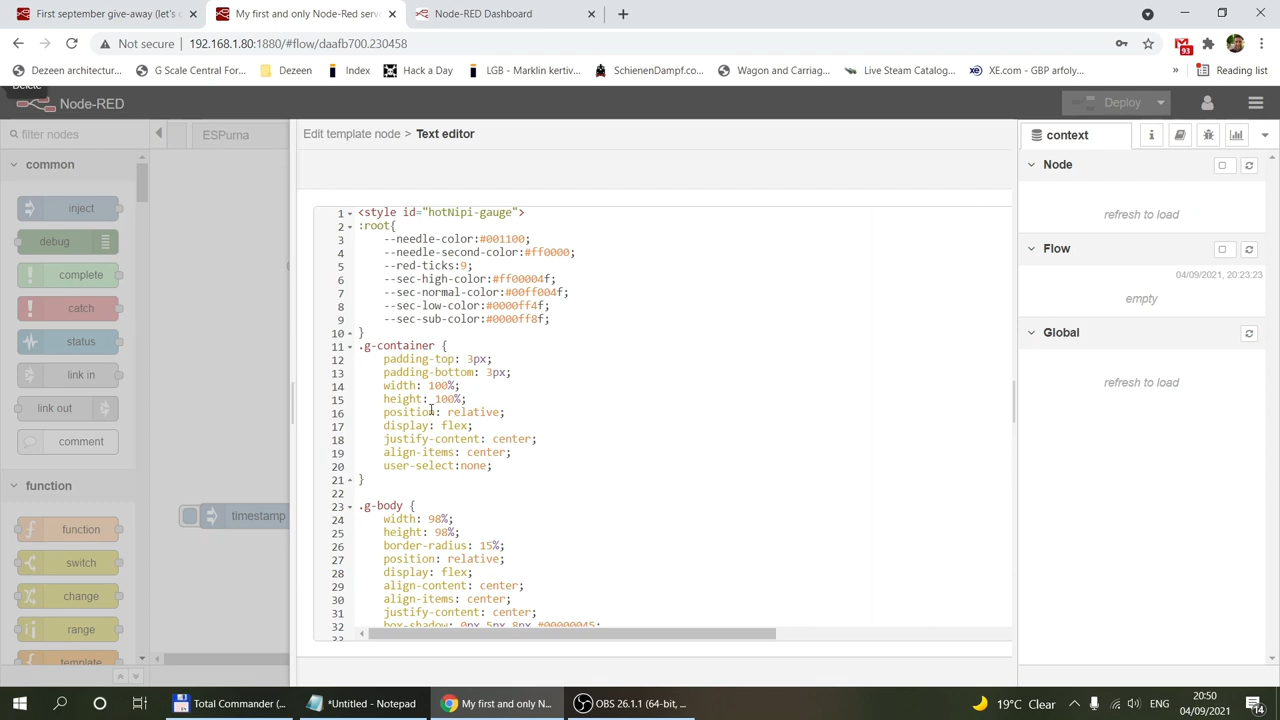 First september give-away (let's c
My first and only Node-Red serv
Node-RED Dashboard
Not secure
192.168.1.80:1880/#flow/daafb700.230458
93
Dezeen architectur...
G Scale Central For...
Dezeen
Index
Hack a Day
LGB - Marklin kertiv...
SchienenDampf.co...
Wagon and Carriag...
Live Steam Catalog...
XE.com - GBP arfoly...
»
Reading list
Delete
Node-RED
Deploy
filter nodes
ESPurna
Edit template node > Text editor
context
common
inject
debug
complete
catch
status
link in
link out
comment
function
function
switch
change
range
template
timestamp
1 <style id="hotNipi-gauge">
2 :root{
3 --needle-color:#001100;
4 --needle-second-color:#ff0000;
5 --red-ticks:9;
6 --sec-high-color:#ff00004f;
7 --sec-normal-color:#00ff004f;
8 --sec-low-color:#0000ff4f;
9 --sec-sub-color:#0000ff8f;
10 }
11 .g-container {
12 padding-top: 3px;
13 padding-bottom: 3px;
14 width: 100%;
15 height: 100%;
16 position: relative;
17 display: flex;
18 justify-content: center;
19 align-items: center;
20 user-select:none;
21 }
22
23 .g-body {
24 width: 98%;
25 height: 98%;
26 border-radius: 15%;
27 position: relative;
28 display: flex;
29 align-content: center;
30 align-items: center;
31 justify-content: center;
32 box-shadow: 0px 5px 8px #00000045;
33
Node
refresh to load
Flow
04/09/2021, 20:23:23
empty
Global
refresh to load
Total Commander (...
*Untitled - Notepad
My first and only N...
OBS 26.1.1 (64-bit, ...
19°C Clear
20:50
04/09/2021
14